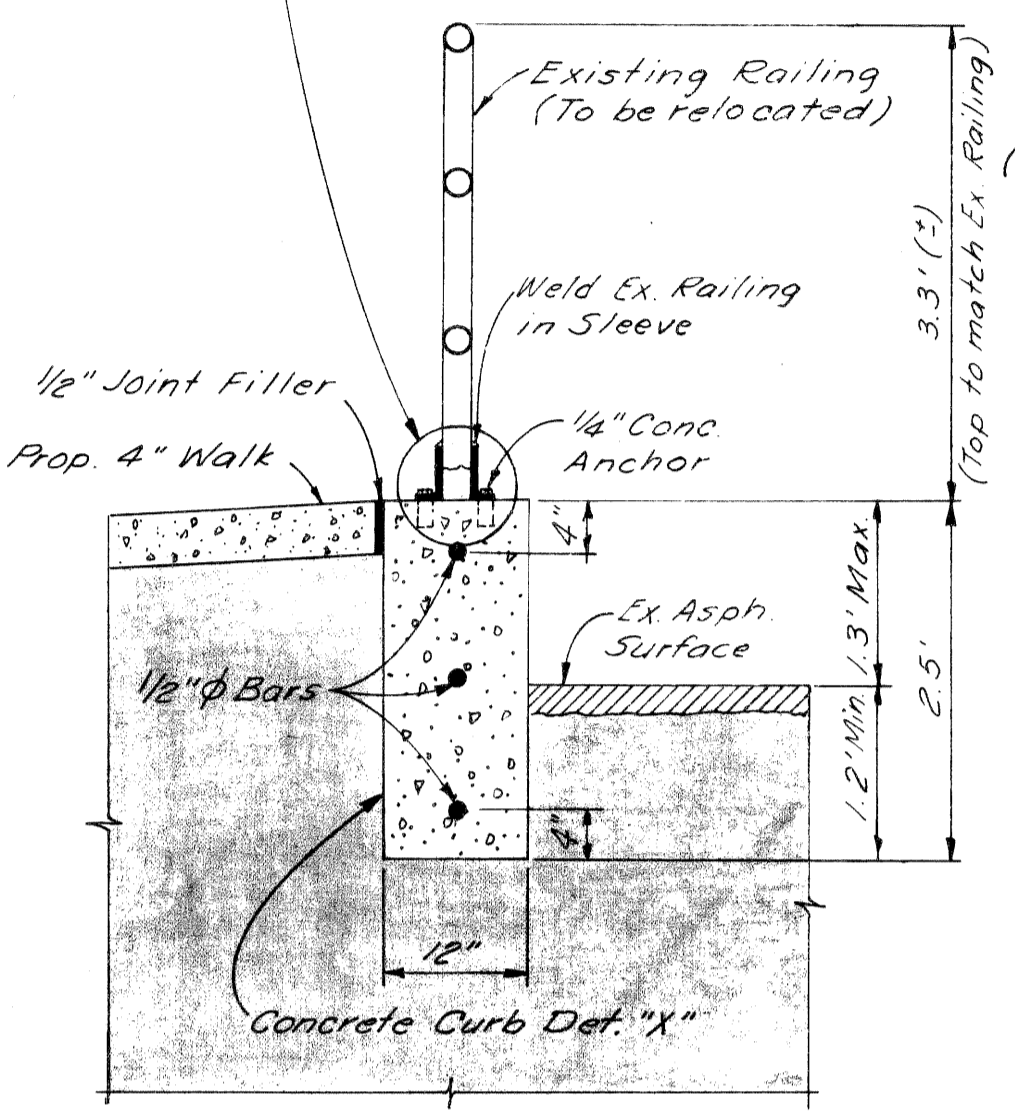 Existing Railing
(To be relocated)
3.3' (±)
(Top to match Ex. Railing)
Weld Ex. Railing
in Sleeve
1/2" Joint Filler
1/4" Conc.
Anchor
Prop. 4" Walk
4"
1.3' Max.
Ex. Asph.
Surface
1/2" ϕ Bars
2.5'
1.2' Min.
4"
12"
Concrete Curb Det. "X"